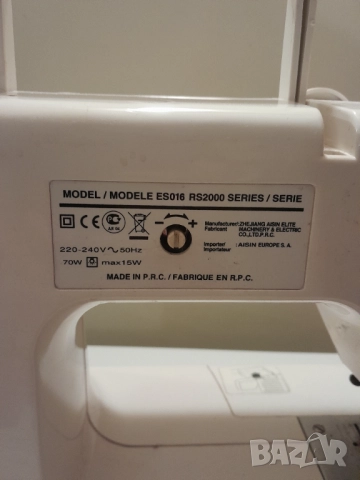 MODEL / MODELE ES016 RS2000 SERIES / SERIE
CE
Manufacturer/ : ZHEJIANG AISIN ELITE
Fabricant MACHINERY & ELECTRIC
CO.,LTD.P.R.C.
220-240V ~ 50Hz
Importer/ : AISIN EUROPE S. A.
Importateur
70W max15W
MADE IN P.R.C. / FABRIQUE EN R.P.C.
bazar.bg